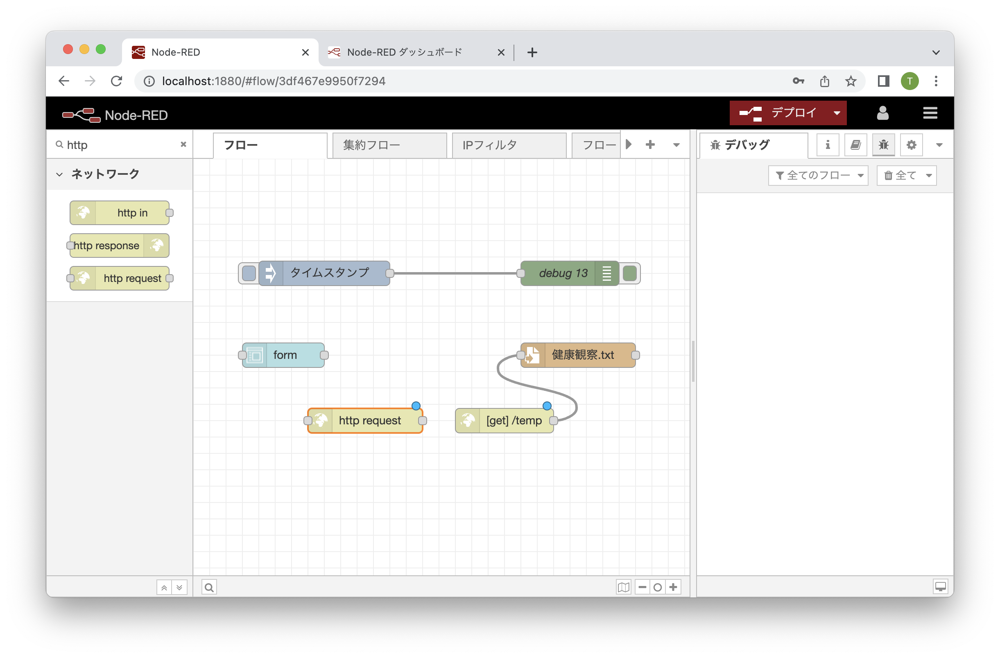 Node-RED
Node-RED ダッシュボード
localhost:1880/#flow/3df467e9950f7294
T
Node-RED
デプロイ
http
フロー
集約フロー
IPフィルタ
フロー
デバッグ
ネットワーク
全てのフロー
全て
http in
http response
http request
タイムスタンプ
debug 13
form
健康観察.txt
http request
[get] /temp